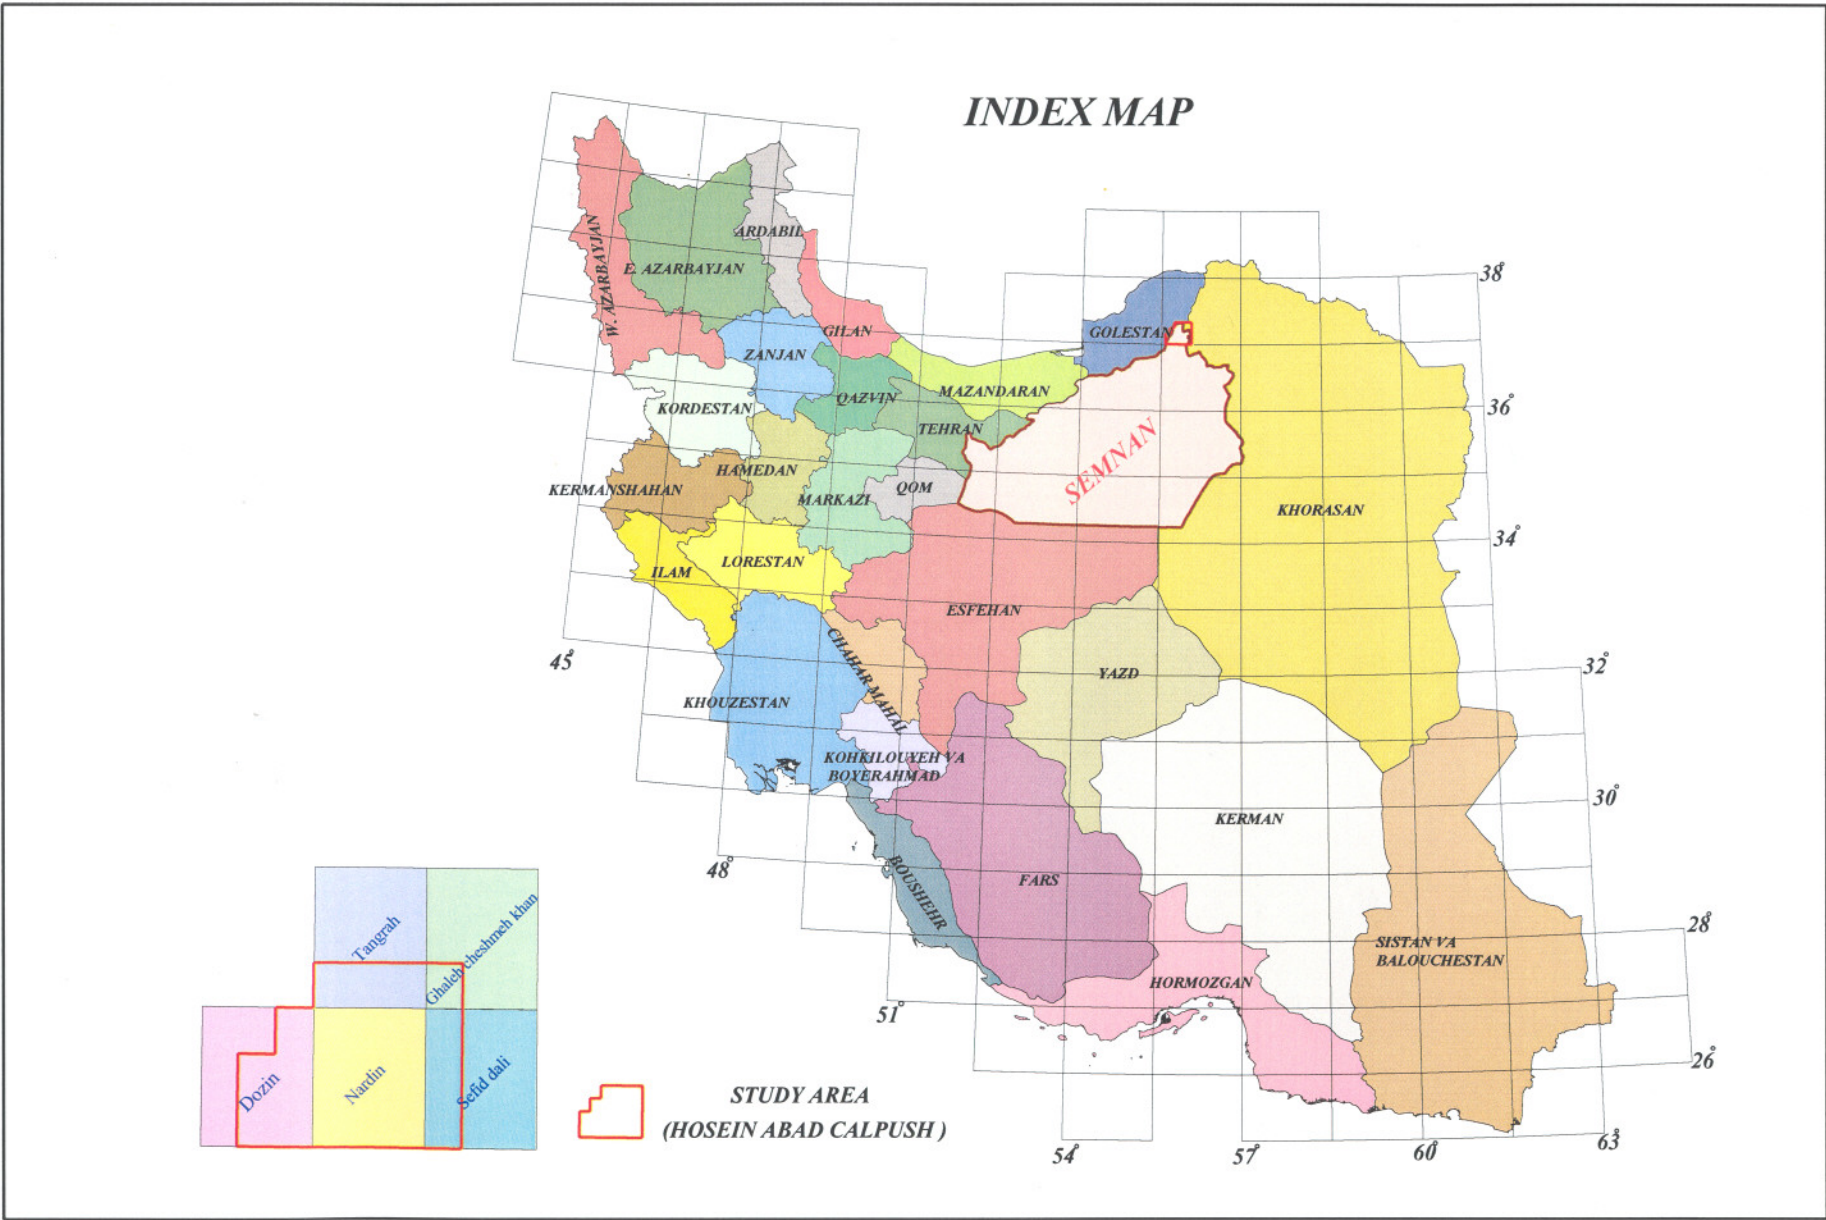 INDEX MAP
38°
36°
34°
32°
30°
28°
26°
45°
48°
51°
54°
57°
60°
63°
W. AZARBAYJAN
E. AZARBAYJAN
ARDABIL
GILAN
ZANJAN
GOLESTAN
MAZANDARAN
QAZVIN
KORDESTAN
TEHRAN
SEMNAN
HAMEDAN
KERMANSHAHAN
MARKAZI
QOM
KHORASAN
LORESTAN
ILAM
ESFEHAN
CHAHAR MAHAL
YAZD
KHOUZESTAN
KOHKILOUYEH VA
BOYERAHMAD
KERMAN
BOUSHEHR
FARS
SISTAN VA
BALOUCHESTAN
HORMOZGAN
Tangrah
Ghaleh cheshmeh khan
Dozin
Nardin
Sefid dali
STUDY AREA
(HOSEIN ABAD CALPUSH )